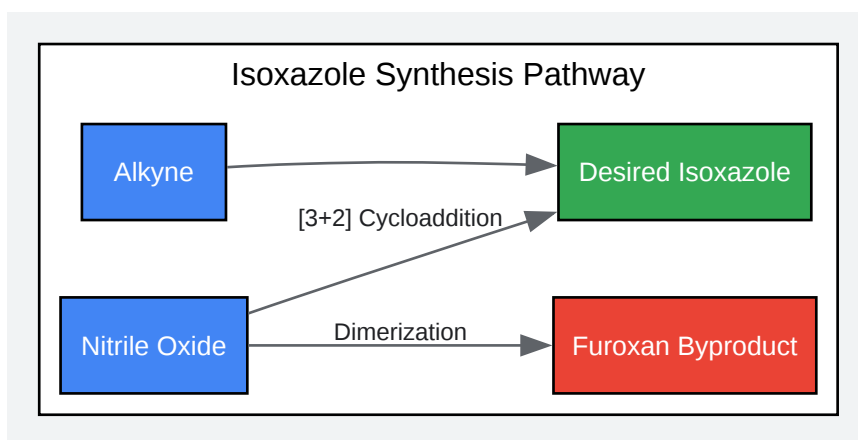 Isoxazole Synthesis Pathway
Alkyne
Desired Isoxazole
[3+2] Cycloaddition
Nitrile Oxide
Dimerization
Furoxan Byproduct